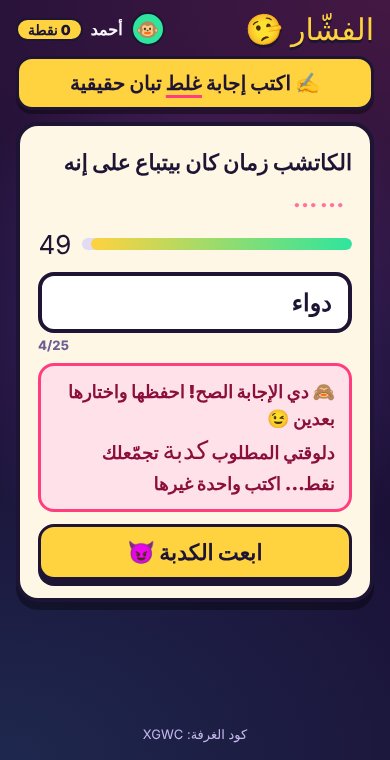 الفشّار 🤥
🐵 أحمد 0 نقطة
✍️ اكتب إجابة غلط تبان حقيقية
الكاتشب زمان كان بيتباع على إنه
......
49
دواء
4/25
🙈 دي الإجابة الصح! احفظها واختارها
بعدين 😉
دلوقتي المطلوب كدبة تجمّعلك
نقط... اكتب واحدة غيرها
ابعت الكدبة 😈
كود الغرفة: XGWC